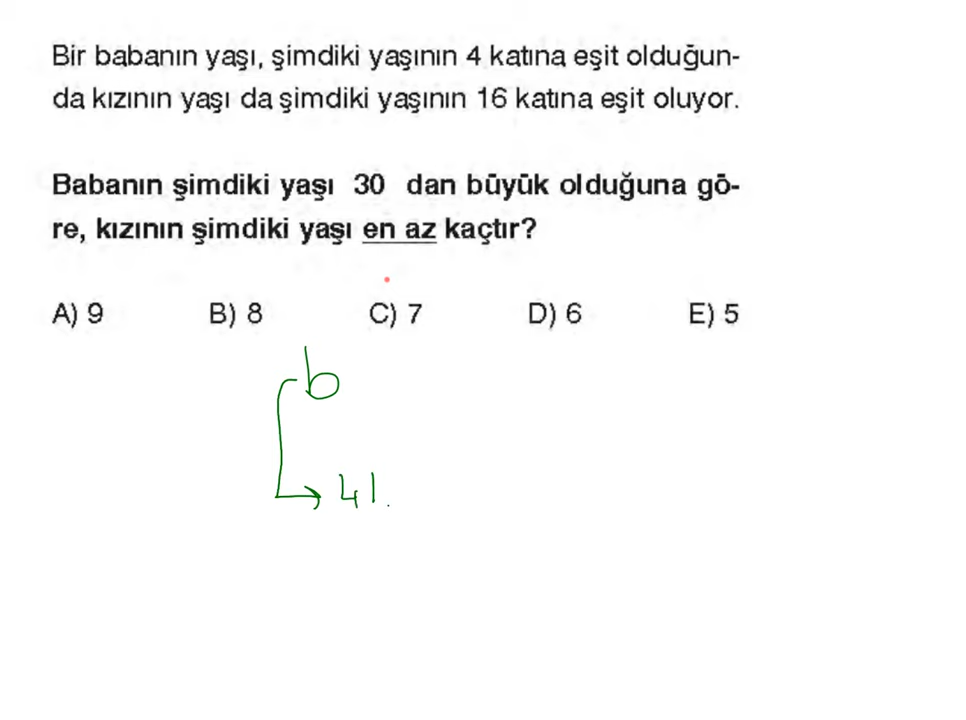 Bir babanın yaşı, şimdiki yaşının 4 katına eşit olduğun-
da kızının yaşı da şimdiki yaşının 16 katına eşit oluyor.
Babanın şimdiki yaşı 30 dan büyük olduğuna gö-
re, kızının şimdiki yaşı en az kaçtır?
A) 9 B) 8 C) 7 D) 6 E) 5
b